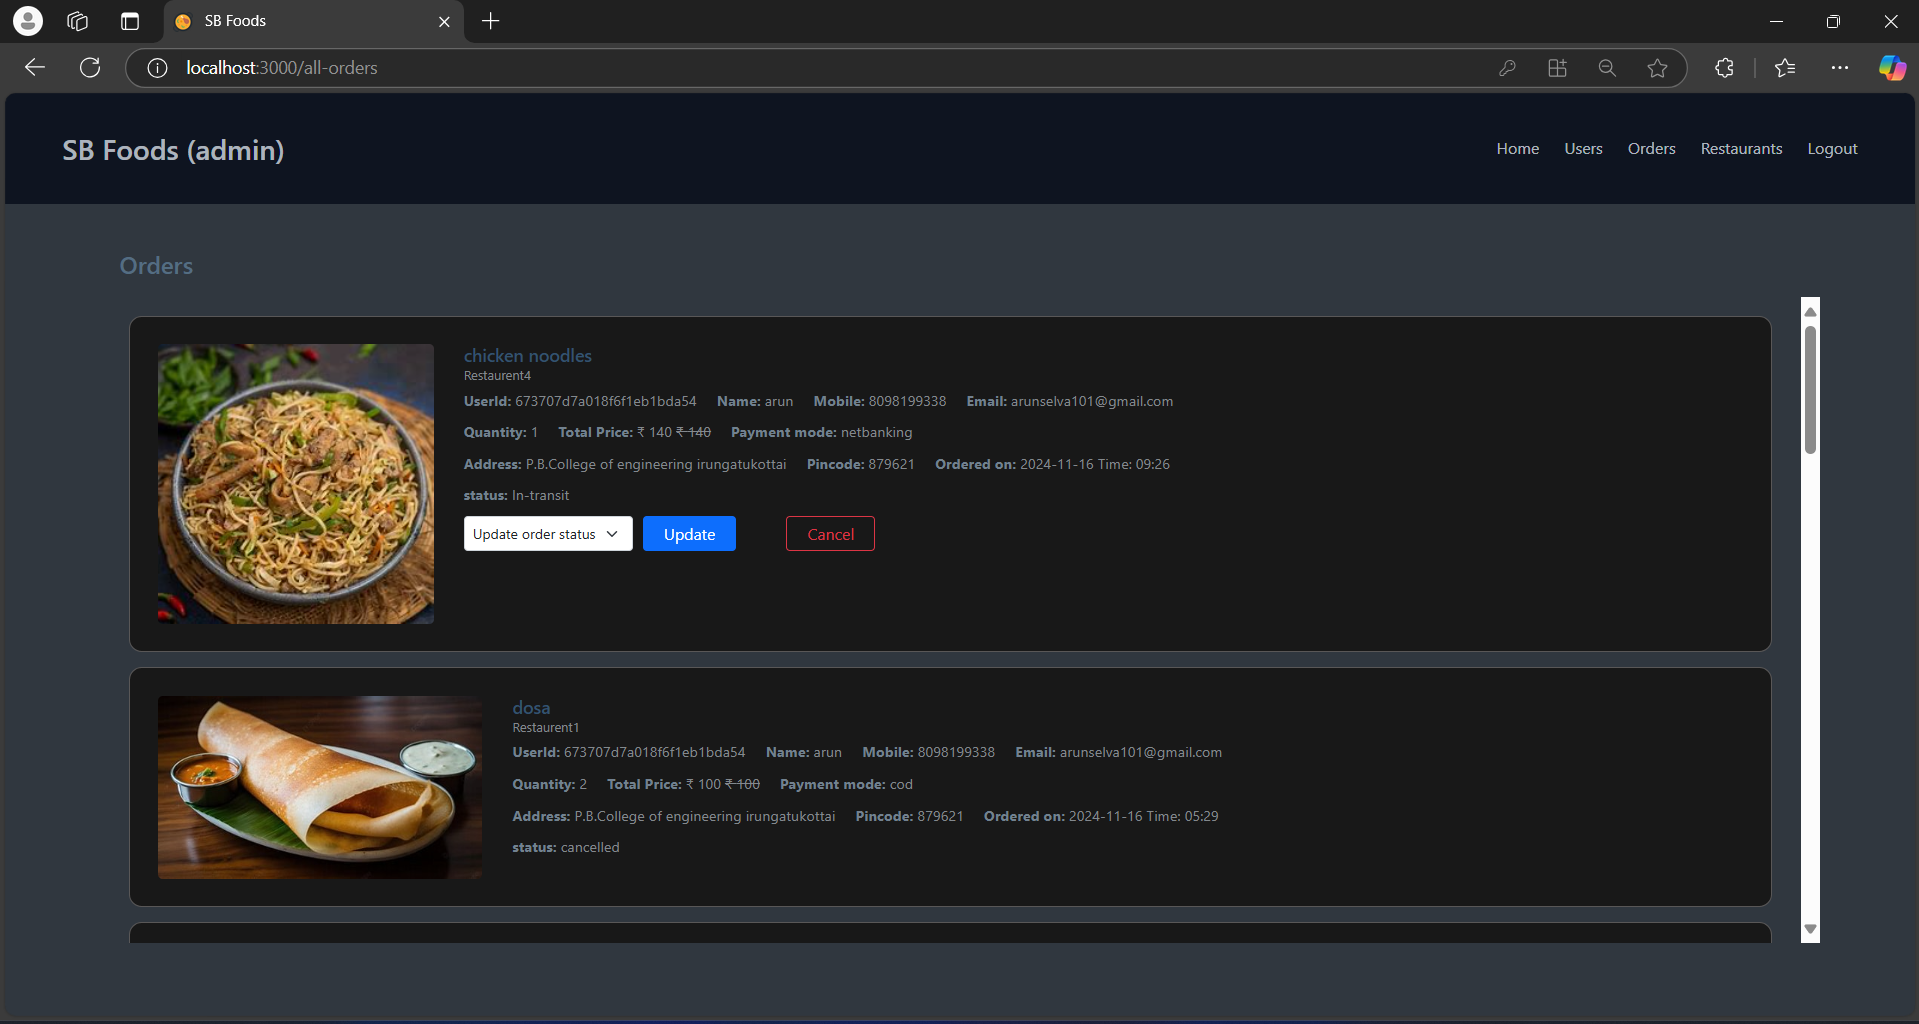 SB Foods
localhost:3000/all-orders
SB Foods (admin)
Home Users Orders Restaurants Logout
Orders
chicken noodles
Restaurent4
UserId: 673707d7a018f6f1eb1bda54 Name: arun Mobile: 8098199338 Email: arunselva101@gmail.com
Quantity: 1 Total Price: ₹ 140 ₹ 140 Payment mode: netbanking
Address: P.B.College of engineering irungatukottai Pincode: 879621 Ordered on: 2024-11-16 Time: 09:26
status: In-transit
Update order status Update Cancel
dosa
Restaurent1
UserId: 673707d7a018f6f1eb1bda54 Name: arun Mobile: 8098199338 Email: arunselva101@gmail.com
Quantity: 2 Total Price: ₹ 100 ₹ 100 Payment mode: cod
Address: P.B.College of engineering irungatukottai Pincode: 879621 Ordered on: 2024-11-16 Time: 05:29
status: cancelled